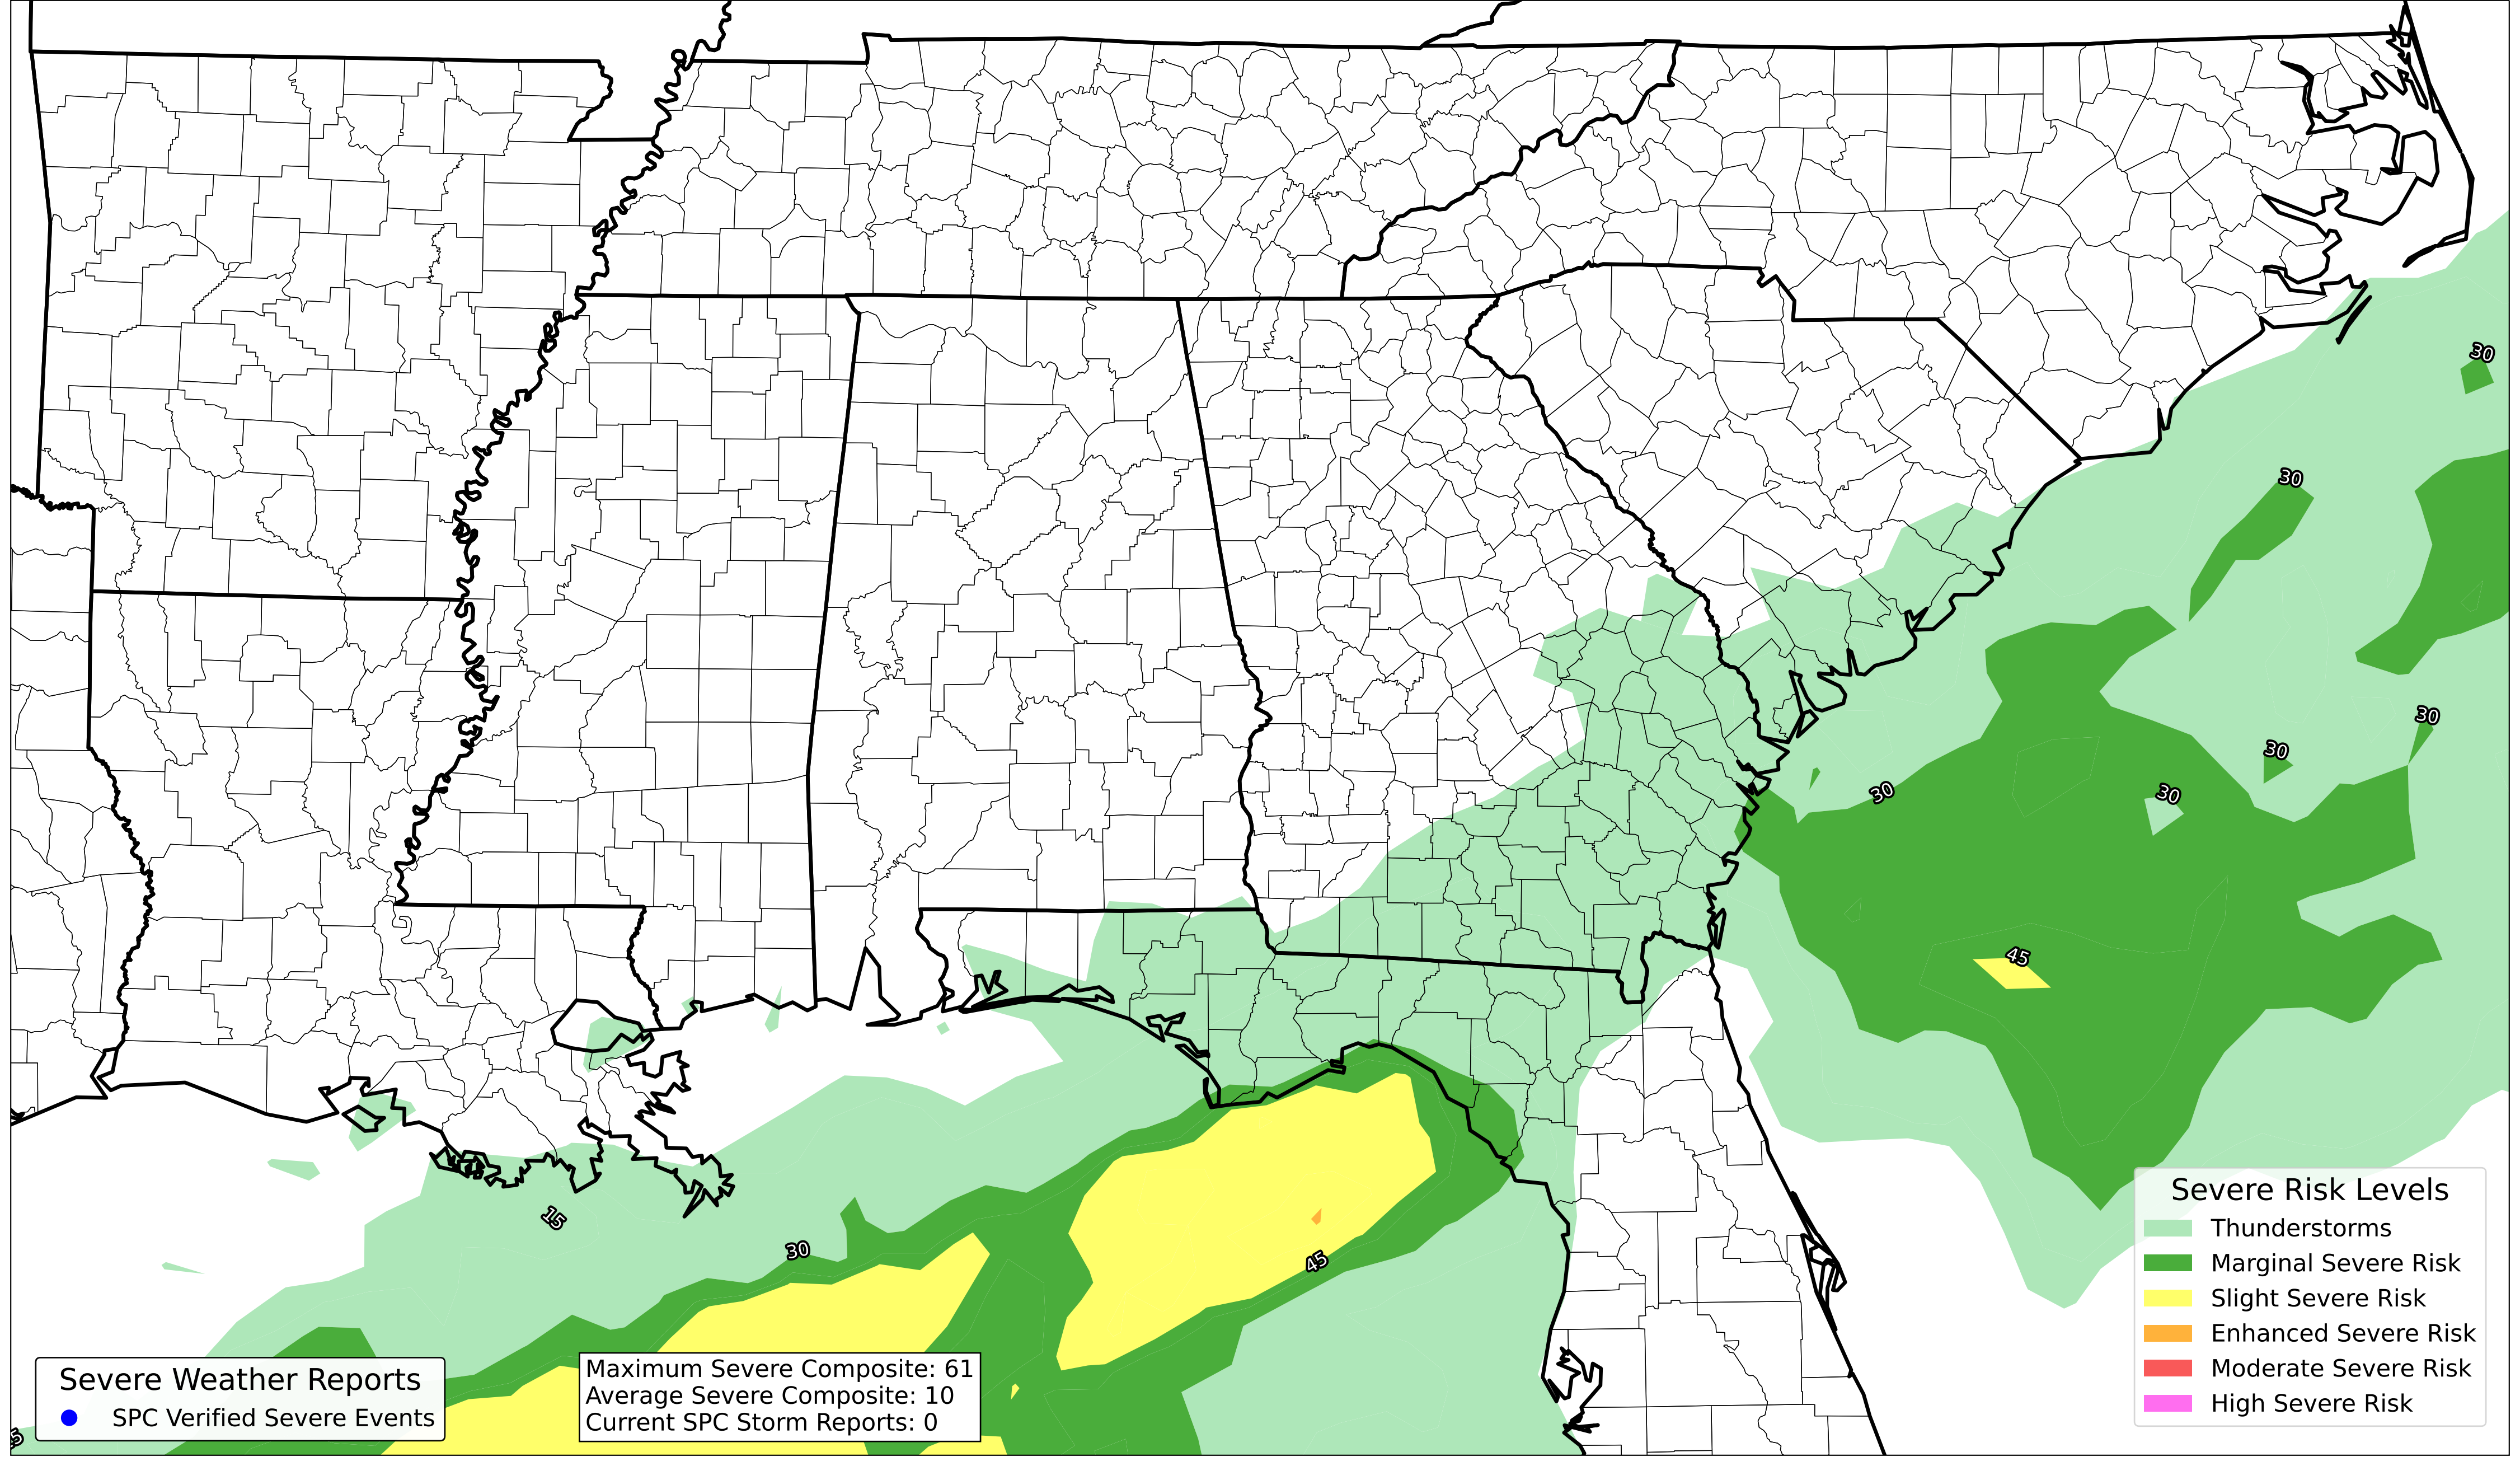 30
30
30
30
30
30
45
15
30
45
5
Severe Risk Levels
Thunderstorms
Marginal Severe Risk
Slight Severe Risk
Enhanced Severe Risk
Moderate Severe Risk
High Severe Risk
Severe Weather Reports
SPC Verified Severe Events
Maximum Severe Composite: 61
Average Severe Composite: 10
Current SPC Storm Reports: 0